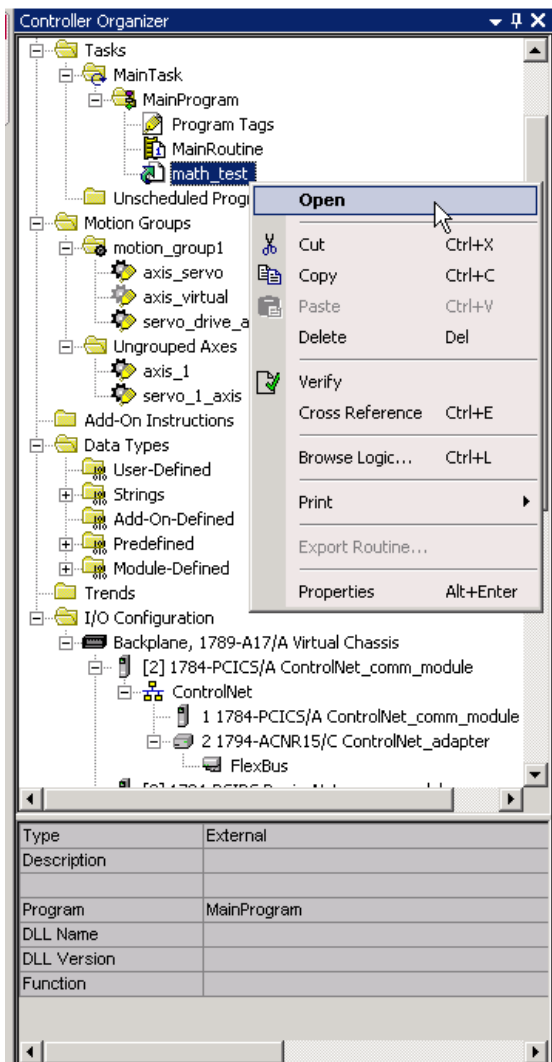 Controller Organizer
Tasks
MainTask
MainProgram
Program Tags
MainRoutine
math_test
Unscheduled Progr
Motion Groups
motion_group1
axis_servo
axis_virtual
servo_drive_a
Ungrouped Axes
axis_1
servo_1_axis
Add-On Instructions
Data Types
User-Defined
Strings
Add-On-Defined
Predefined
Module-Defined
Trends
I/O Configuration
Backplane, 1789-A17/A Virtual Chassis
[2] 1784-PCICS/A ControlNet_comm_module
ControlNet
1 1784-PCICS/A ControlNet_comm_module
2 1794-ACNR15/C ControlNet_adapter
FlexBus
Open
Cut Ctrl+X
Copy Ctrl+C
Paste Ctrl+V
Delete Del
Verify
Cross Reference Ctrl+E
Browse Logic... Ctrl+L
Print
Export Routine...
Properties Alt+Enter
Type External
Description
Program MainProgram
DLL Name
DLL Version
Function